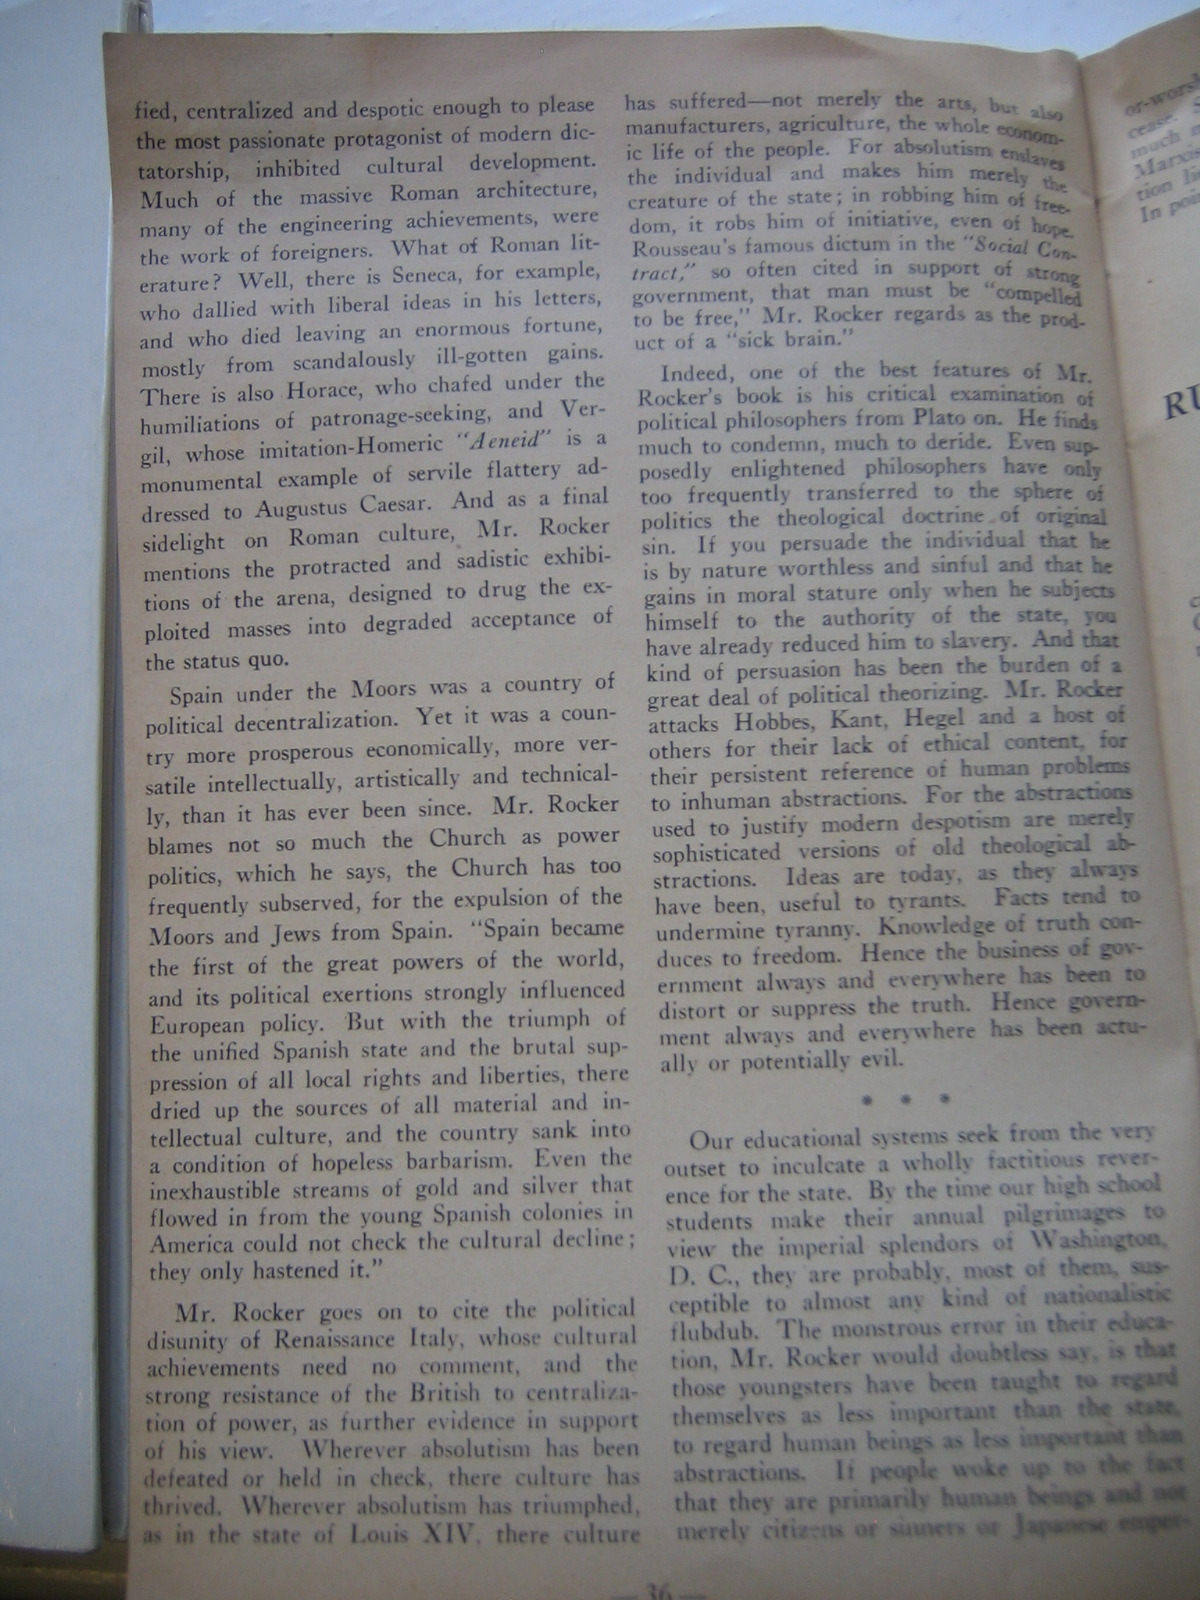 fied, centralized and despotic enough to please
the most passionate protagonist of modern dic-
tatorship, inhibited cultural development.
Much of the massive Roman architecture,
many of the engineering achievements, were
the work of foreigners. What of Roman lit-
erature? Well, there is Seneca, for example,
who dallied with liberal ideas in his letters,
and who died leaving an enormous fortune,
mostly from scandalously ill-gotten gains.
There is also Horace, who chafed under the
humiliations of patronage-seeking, and Ver-
gil, whose imitation-Homeric "Aeneid" is a
monumental example of servile flattery ad-
dressed to Augustus Caesar. And as a final
sidelight on Roman culture, Mr. Rocker
mentions the protracted and sadistic exhibi-
tions of the arena, designed to drug the ex-
ploited masses into degraded acceptance of
the status quo.
Spain under the Moors was a country of
political decentralization. Yet it was a coun-
try more prosperous economically, more ver-
satile intellectually, artistically and technical-
ly, than it has ever been since. Mr. Rocker
blames not so much the Church as power
politics, which he says, the Church has too
frequently subserved, for the expulsion of the
Moors and Jews from Spain. "Spain became
the first of the great powers of the world,
and its political exertions strongly influenced
European policy. But with the triumph of
the unified Spanish state and the brutal sup-
pression of all local rights and liberties, there
dried up the sources of all material and in-
tellectual culture, and the country sank into
a condition of hopeless barbarism. Even the
inexhaustible streams of gold and silver that
flowed in from the young Spanish colonies in
America could not check the cultural decline;
they only hastened it."
Mr. Rocker goes on to cite the political
disunity of Renaissance Italy, whose cultural
achievements need no comment, and the
strong resistance of the British to centraliza-
tion of power, as further evidence in support
of his view. Wherever absolutism has been
defeated or held in check, there culture has
thrived. Wherever absolutism has triumphed,
as in the state of Louis XIV, there culture
has suffered—not merely the arts, but also
manufacturers, agriculture, the whole econom-
ic life of the people. For absolutism enslaves
the individual and makes him merely the
creature of the state; in robbing him of free-
dom, it robs him of initiative, even of hope.
Rousseau's famous dictum in the "Social Con-
tract," so often cited in support of strong
government, that man must be "compelled
to be free," Mr. Rocker regards as the prod-
uct of a "sick brain."
Indeed, one of the best features of Mr.
Rocker's book is his critical examination of
political philosophers from Plato on. He finds
much to condemn, much to deride. Even sup-
posedly enlightened philosophers have only
too frequently transferred to the sphere of
politics the theological doctrine of original
sin. If you persuade the individual that he
is by nature worthless and sinful and that he
gains in moral stature only when he subjects
himself to the authority of the state, you
have already reduced him to slavery. And that
kind of persuasion has been the burden of a
great deal of political theorizing. Mr. Rocker
attacks Hobbes, Kant, Hegel and a host of
others for their lack of ethical content, for
their persistent reference of human problems
to inhuman abstractions. For the abstractions
used to justify modern despotism are merely
sophisticated versions of old theological ab-
stractions. Ideas are today, as they always
have been, useful to tyrants. Facts tend to
undermine tyranny. Knowledge of truth con-
duces to freedom. Hence the business of gov-
ernment always and everywhere has been to
distort or suppress the truth. Hence govern-
ment always and everywhere has been actu-
ally or potentially evil.
* * *
Our educational systems seek from the very
outset to inculcate a wholly factitious rever-
ence for the state. By the time our high school
students make their annual pilgrimages to
view the imperial splendors of Washington,
D. C., they are probably, most of them, sus-
ceptible to almost any kind of nationalistic
flubdub. The monstrous error in their educa-
tion, Mr. Rocker would doubtless say, is that
those youngsters have been taught to regard
themselves as less important than the state,
to regard human beings as less important than
abstractions. If people woke up to the fact
that they are primarily human beings and not
merely citizens or sinners or Japanese emper-
— 36 —
or-worsh
cease.
much
Marxis
tion li
In poin
RU